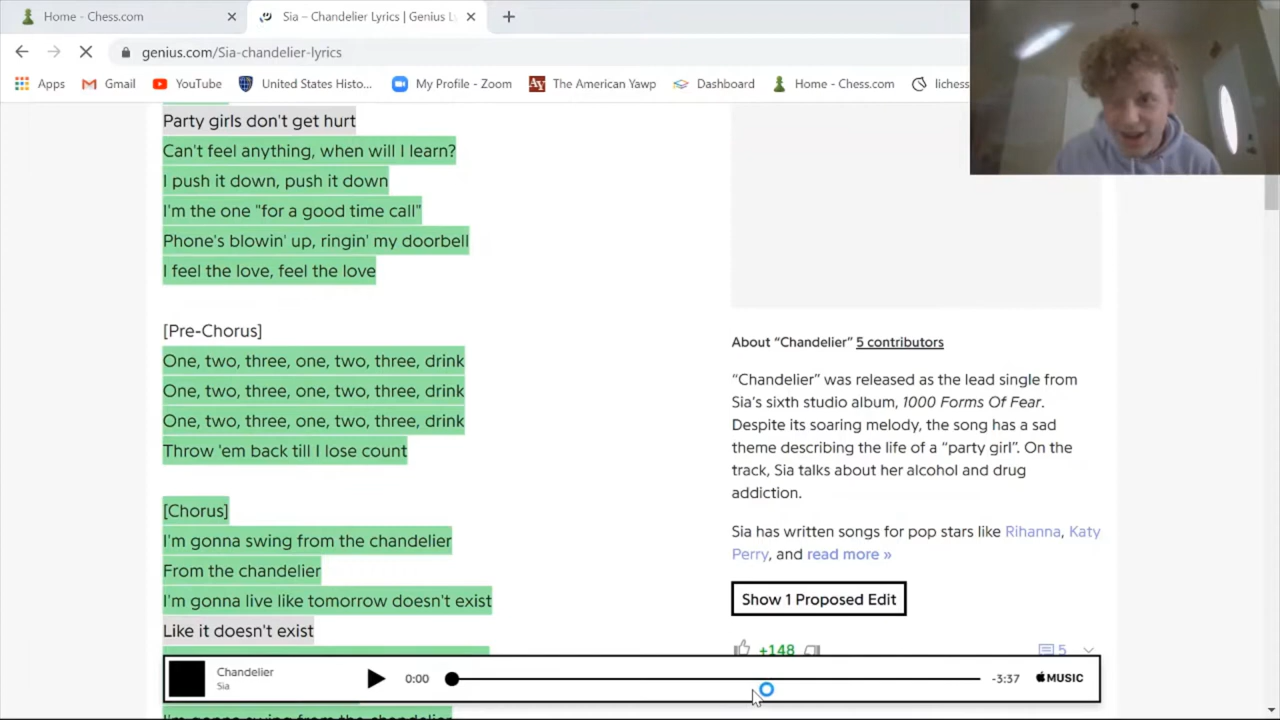 Home - Chess.com
Sia – Chandelier Lyrics | Genius Ly
genius.com/Sia-chandelier-lyrics
Apps Gmail YouTube United States Histo... My Profile - Zoom The American Yawp Dashboard Home - Chess.com lichess
Party girls don't get hurt
Can't feel anything, when will I learn?
I push it down, push it down
I'm the one "for a good time call"
Phone's blowin' up, ringin' my doorbell
I feel the love, feel the love
[Pre-Chorus]
One, two, three, one, two, three, drink
One, two, three, one, two, three, drink
One, two, three, one, two, three, drink
Throw 'em back till I lose count
[Chorus]
I'm gonna swing from the chandelier
From the chandelier
I'm gonna live like tomorrow doesn't exist
Like it doesn't exist
I'm gonna swing from the chandelier
About “Chandelier” 5 contributors
“Chandelier” was released as the lead single from
Sia’s sixth studio album, 1000 Forms Of Fear.
Despite its soaring melody, the song has a sad
theme describing the life of a “party girl”. On the
track, Sia talks about her alcohol and drug
addiction.
Sia has written songs for pop stars like Rihanna, Katy
Perry, and read more »
Show 1 Proposed Edit
+148 5
Chandelier
Sia
0:00 -3:37 MUSIC